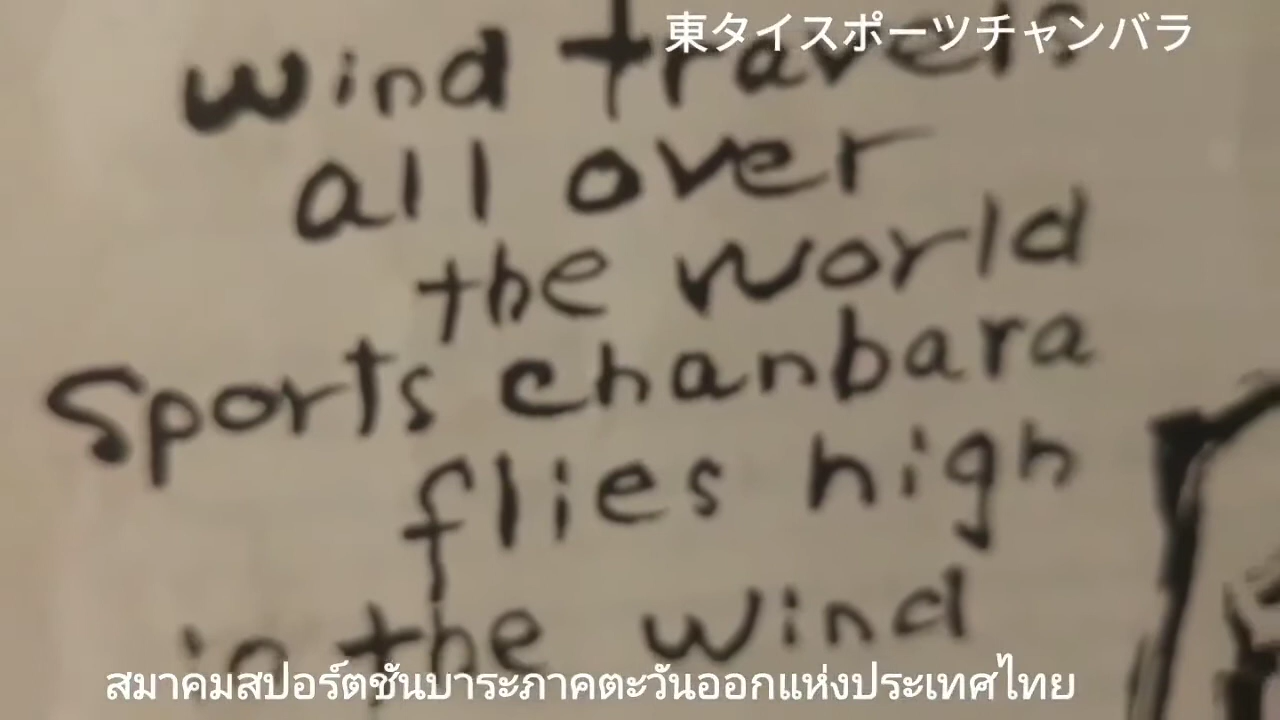 東タイスポーツチャンバラ
wind travels
all over
the world
Sports chanbara
flies high
in the wind
สมาคมสปอร์ตชันบาระภาคตะวันออกแห่งประเทศไทย